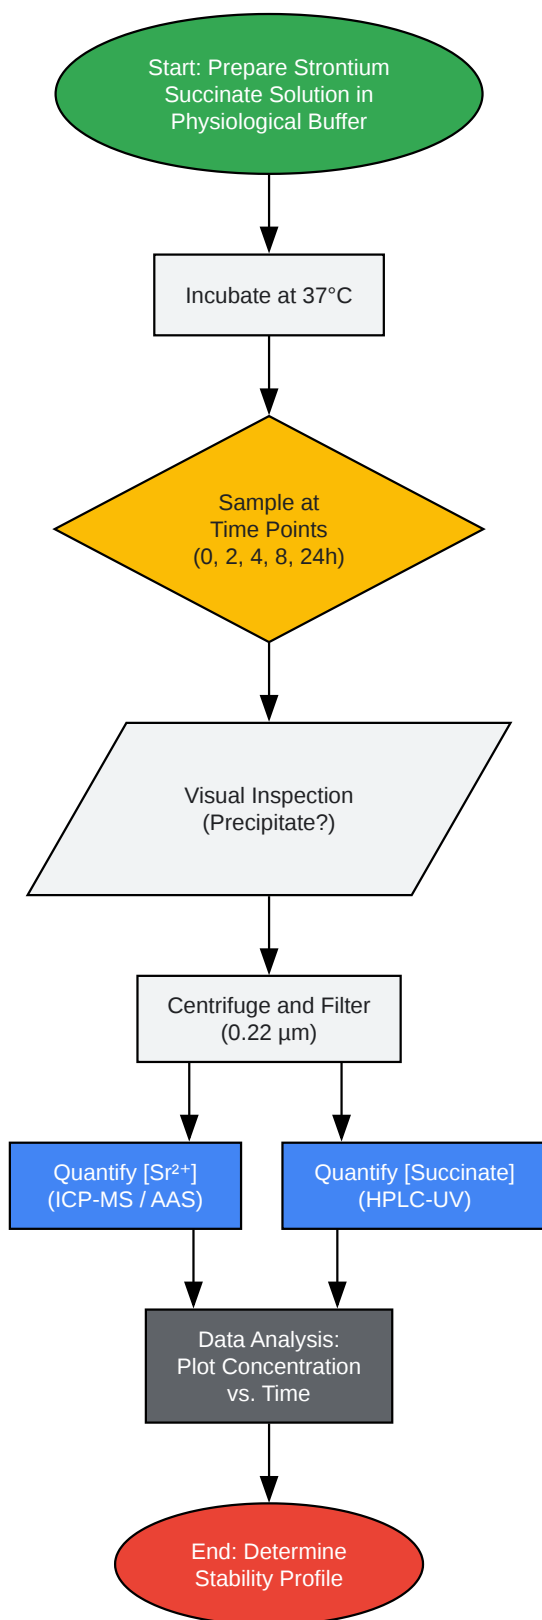 Start: Prepare Strontium
Succinate Solution in
Physiological Buffer
Incubate at 37°C
Sample at
Time Points
(0, 2, 4, 8, 24h)
Visual Inspection
(Precipitate?)
Centrifuge and Filter
(0.22 µm)
Quantify [Sr²⁺]
(ICP-MS / AAS)
Quantify [Succinate]
(HPLC-UV)
Data Analysis:
Plot Concentration
vs. Time
End: Determine
Stability Profile